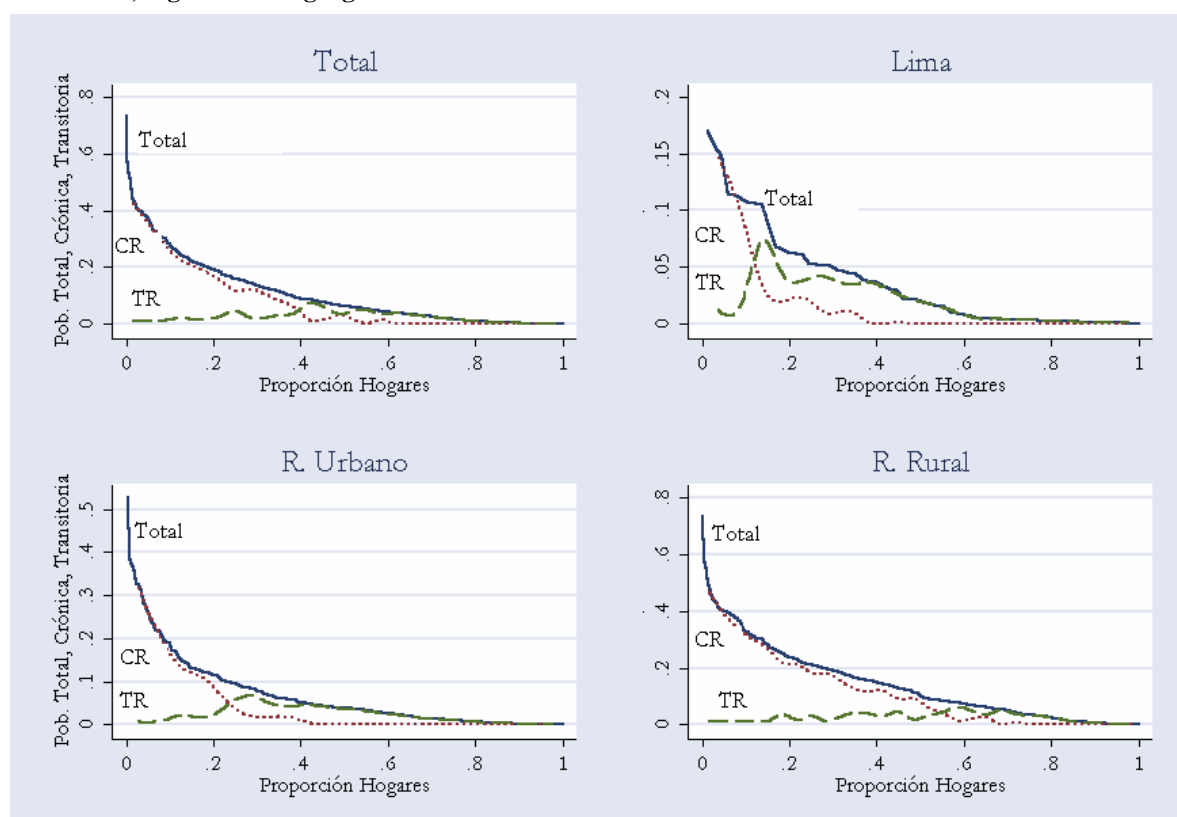 Total
Lima
Pob. Total, Crónica, Transitoria
.8
.6
.4
.2
0
Total
CR
TR
0
.2
.4
.6
.8
1
Proporción Hogares
.2
.15
.1
.05
0
Total
CR
TR
0
.2
.4
.6
.8
1
Proporción Hogares
R. Urbano
R. Rural
Pob. Total, Crónica, Transitoria
.5
.4
.3
.2
.1
0
Total
CR
TR
0
.2
.4
.6
.8
1
Proporción Hogares
.8
.6
.4
.2
0
Total
CR
TR
0
.2
.4
.6
.8
1
Proporción Hogares